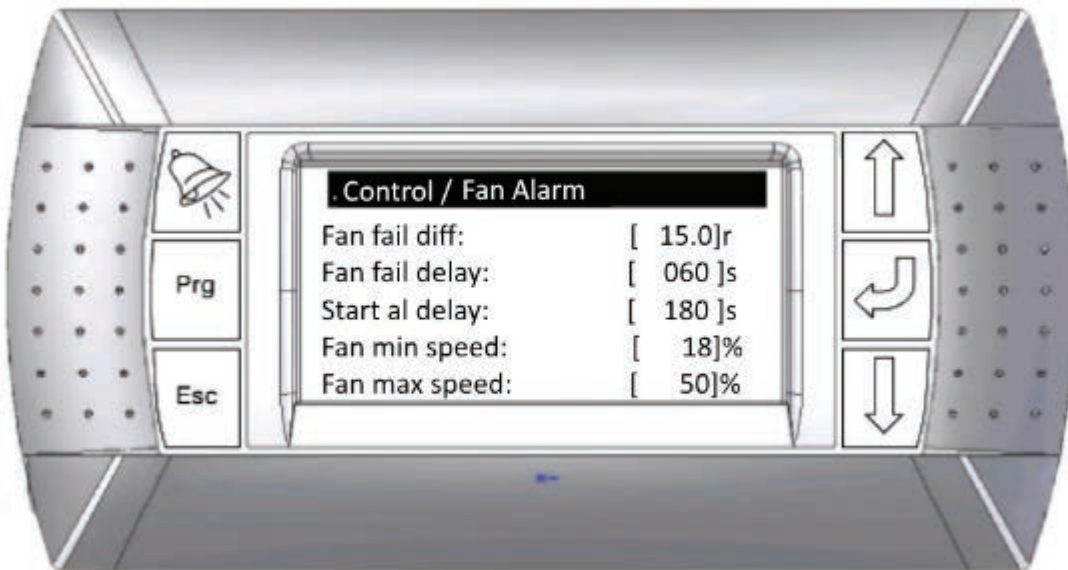 . Control / Fan Alarm
Fan fail diff: [ 15.0]r
Fan fail delay: [ 060 ]s
Start al delay: [ 180 ]s
Fan min speed: [ 18]%
Fan max speed: [ 50]%
Prg
Esc